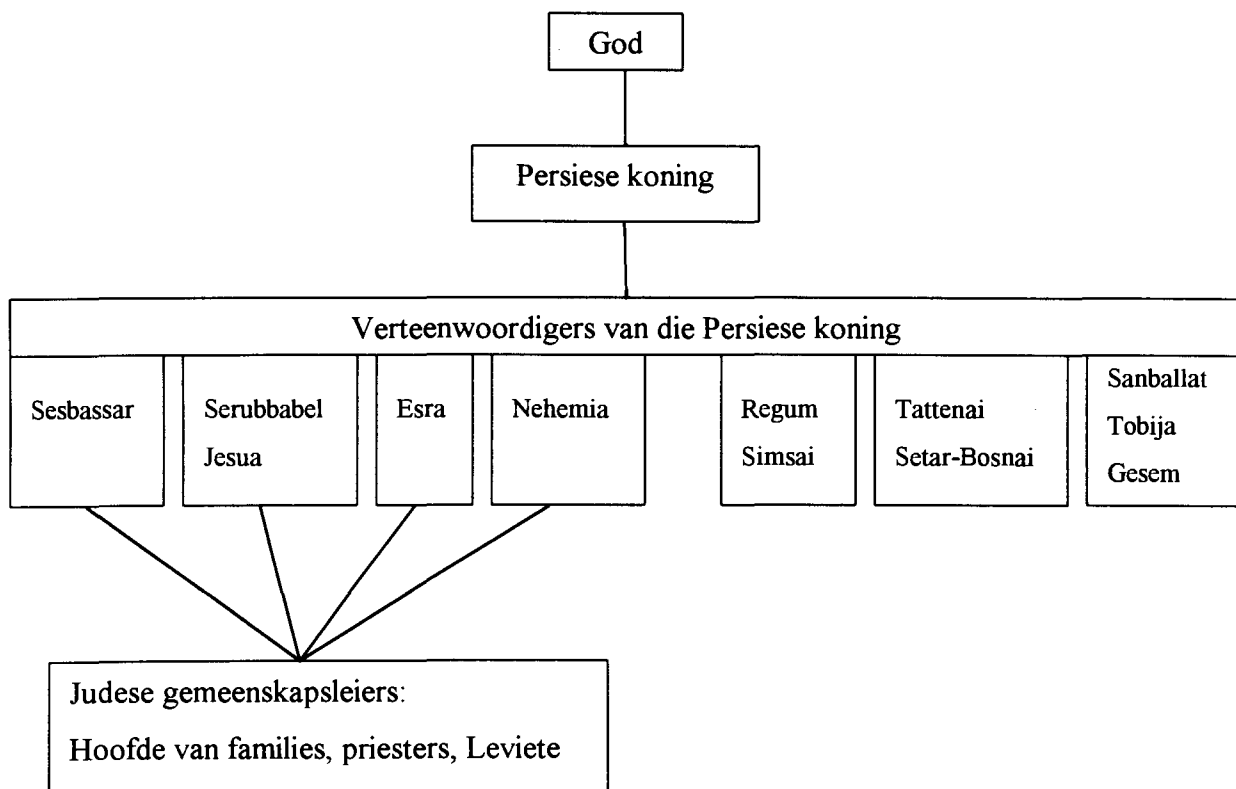 God
Persiese koning
Verteenwoordigers van die Persiese koning
Sesbassar
Serubbabel
Jesua
Esra
Nehemia
Regum
Simsai
Tattenai
Setar-Bosnai
Sanballat
Tobija
Gesem
Judese gemeenskapsleiers:
Hoofde van families, priesters, Leviete